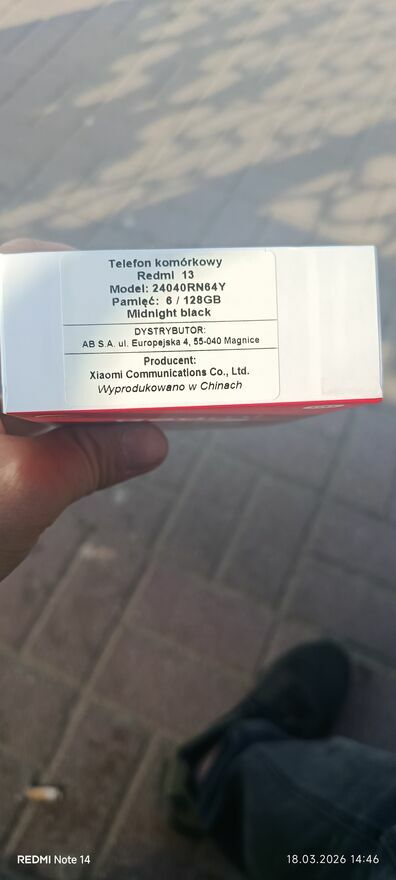 Telefon komórkowy
Redmi 13
Model: 24040RN64Y
Pamięć: 6 / 128GB
Midnight black
DYSTRYBUTOR:
AB S.A. ul. Europejska 4, 55-040 Magnice
Producent:
Xiaomi Communications Co., Ltd.
Wyprodukowano w Chinach
REDMI Note 14
18.03.2026 14:46